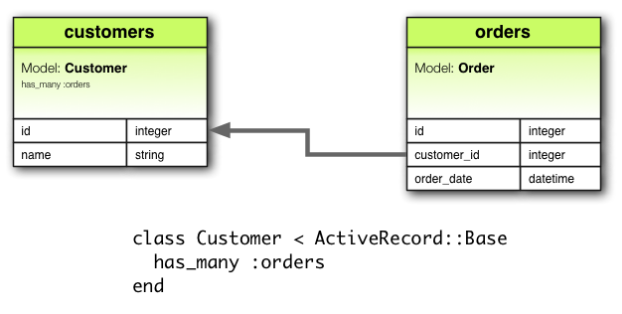 customers
Model: Customer
has_many :orders
id integer
name string
orders
Model: Order
id integer
customer_id integer
order_date datetime
class Customer < ActiveRecord::Base
  has_many :orders
end